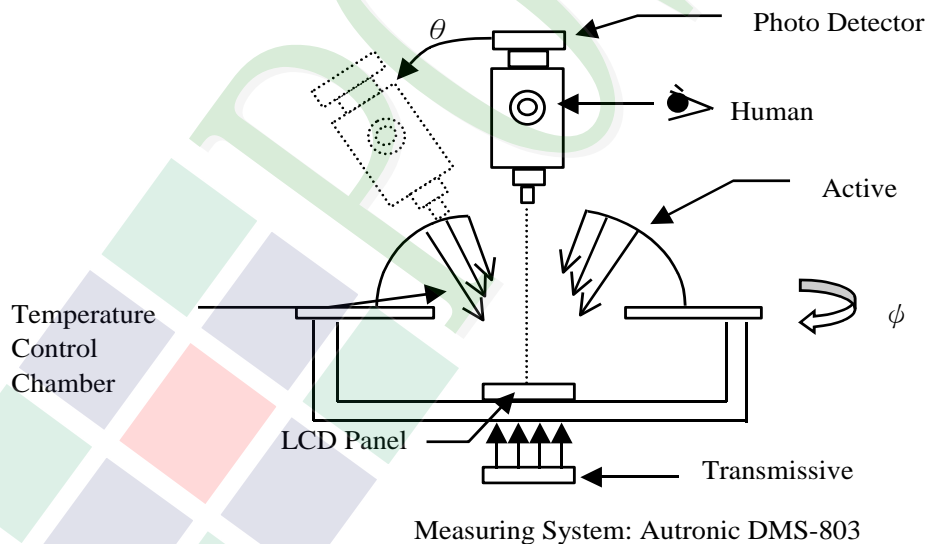 θ
Photo Detector
Human
Active
Temperature
Control
Chamber
ϕ
LCD Panel
Transmissive
Measuring System: Autronic DMS-803